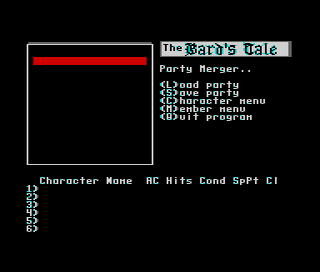 The Bard's Tale
Party Merger..
(L)oad party
(S)ave party
(C)haracter menu
(M)ember menu
(Q)uit program
Character Name AC Hits Cond SpPt Cl
1)
2)
3)
4)
5)
6)